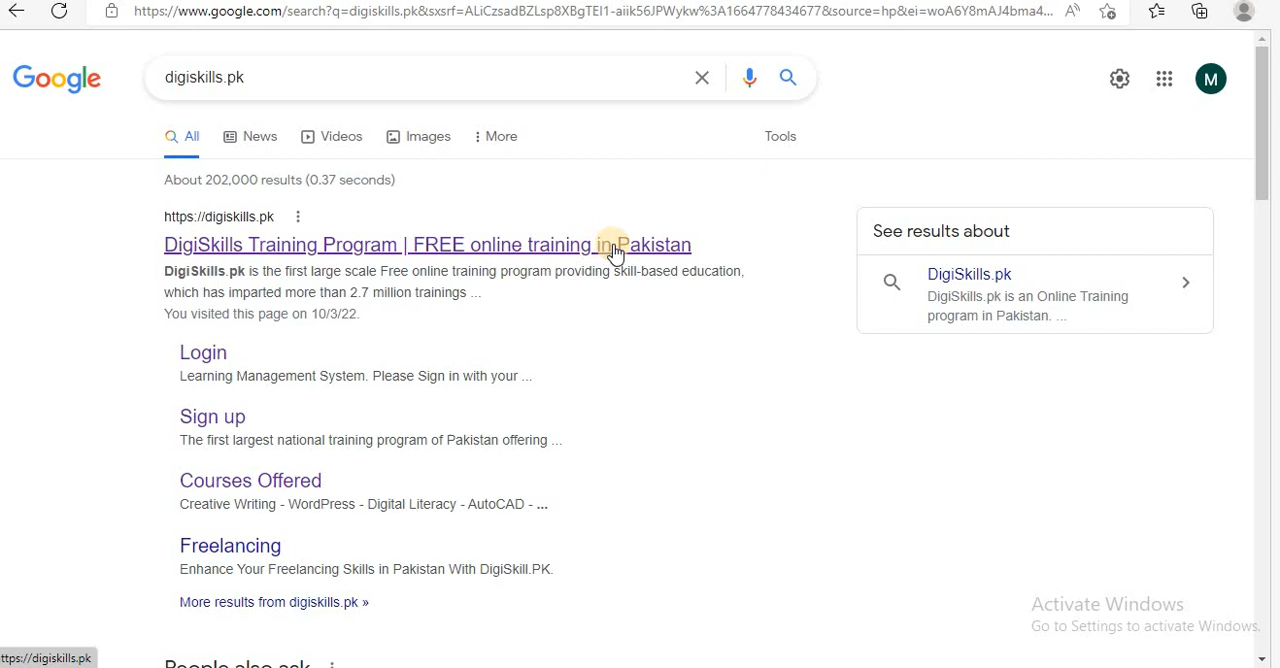 https://www.google.com/search?q=digiskills.pk&sxsrf=ALiCzsadBZLsp8XBgTEI1-aiik56JPWykw%3A1664778434677&source=hp&ei=woA6Y8mAJ4bma4...
Google
digiskills.pk
M
All News Videos Images More Tools
About 202,000 results (0.37 seconds)
https://digiskills.pk
DigiSkills Training Program | FREE online training in Pakistan
DigiSkills.pk is the first large scale Free online training program providing skill-based education,
which has imparted more than 2.7 million trainings ...
You visited this page on 10/3/22.
Login
Learning Management System. Please Sign in with your ...
Sign up
The first largest national training program of Pakistan offering ...
Courses Offered
Creative Writing - WordPress - Digital Literacy - AutoCAD - ...
Freelancing
Enhance Your Freelancing Skills in Pakistan With DigiSkill.PK.
More results from digiskills.pk »
People also ask
See results about
DigiSkills.pk
DigiSkills.pk is an Online Training
program in Pakistan. ...
Activate Windows
Go to Settings to activate Windows.
ttps://digiskills.pk